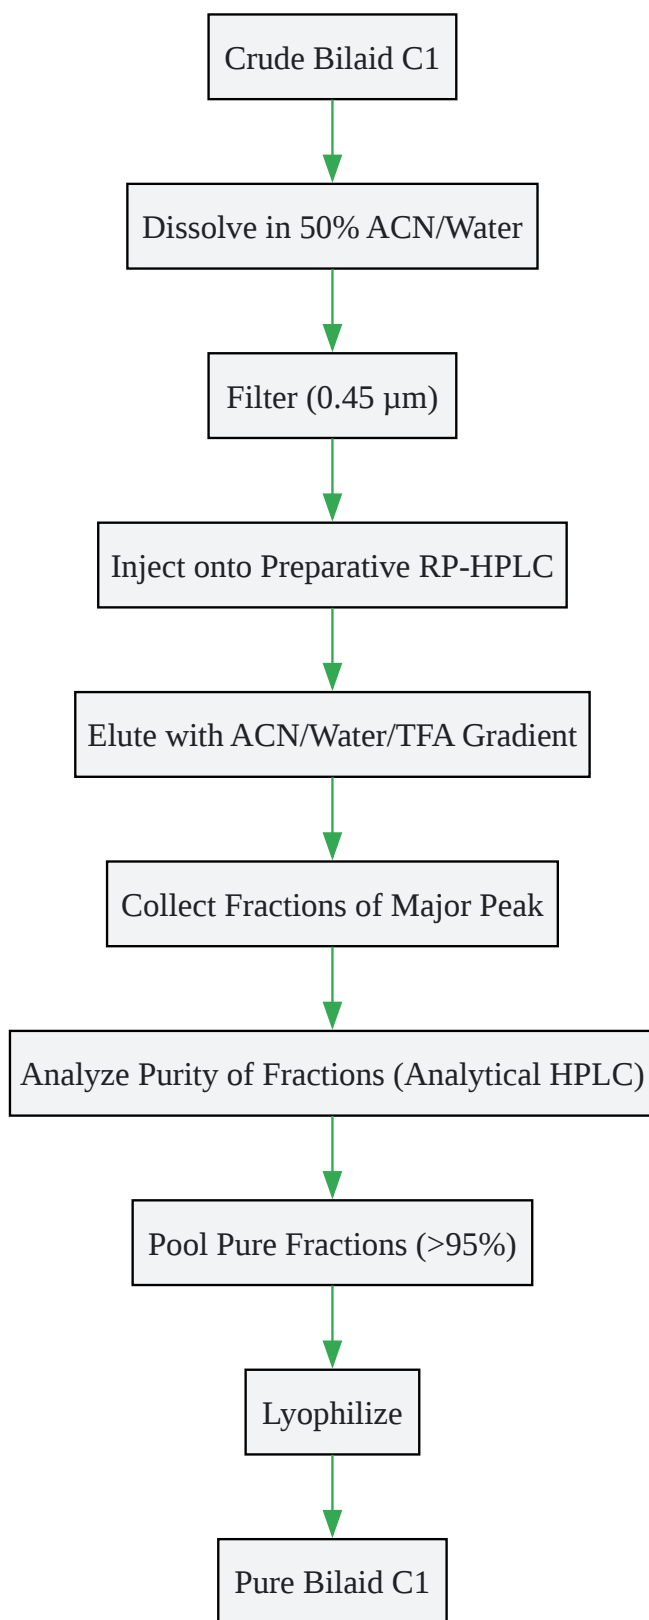 Crude Bilaid C1
Dissolve in 50% ACN/Water
Filter (0.45 µm)
Inject onto Preparative RP-HPLC
Elute with ACN/Water/TFA Gradient
Collect Fractions of Major Peak
Analyze Purity of Fractions (Analytical HPLC)
Pool Pure Fractions (>95%)
Lyophilize
Pure Bilaid C1